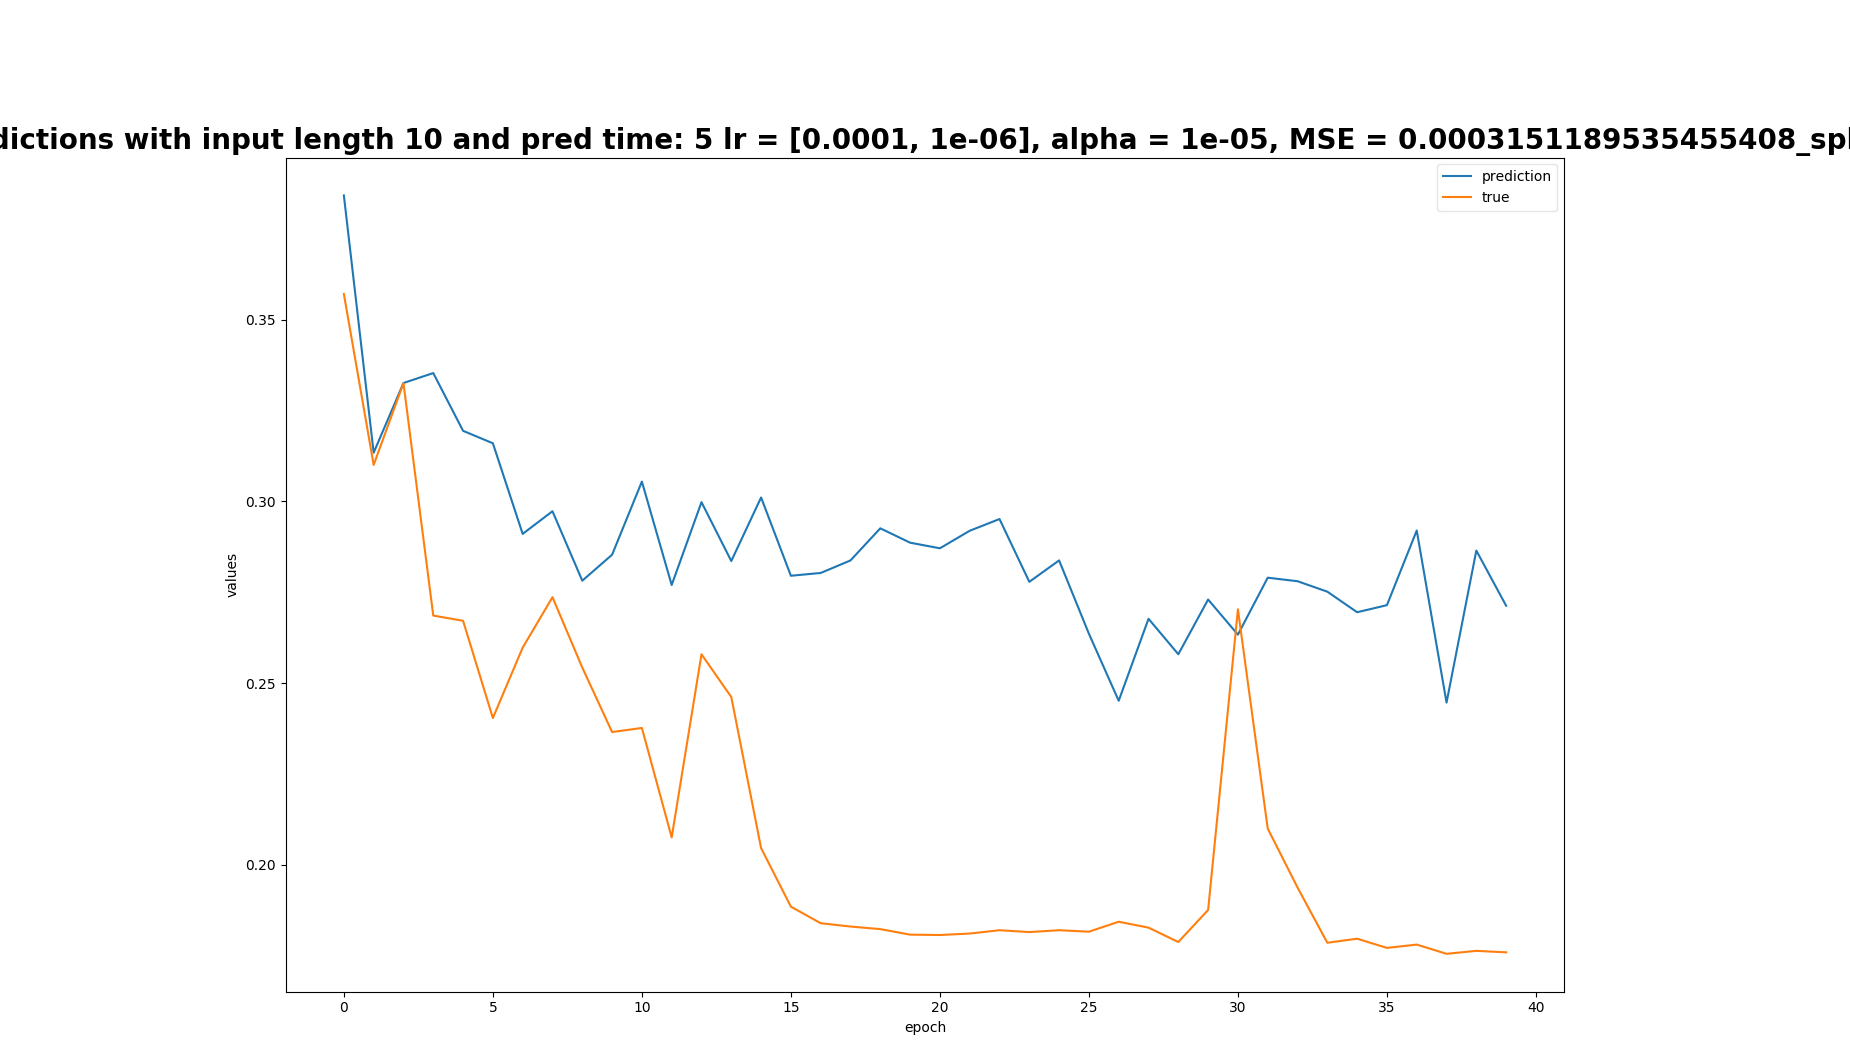 dictions with input length 10 and pred time: 5 lr = [0.0001, 1e-06], alpha = 1e-05, MSE = 0.0003151189535455408_spl
prediction
true
0.35
0.30
0.25
0.20
values
0 5 10 15 20 25 30 35 40
epoch